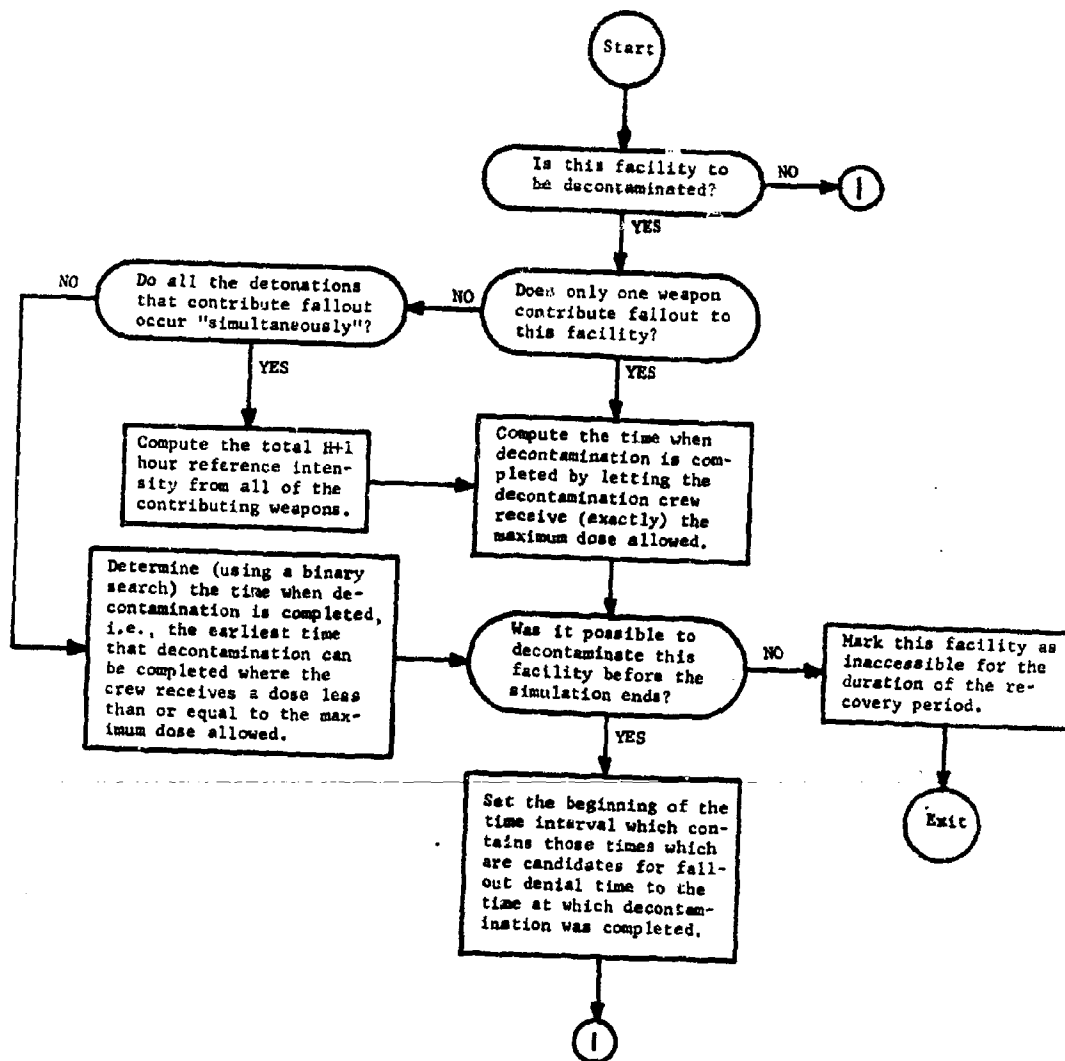 Start
Is this facility to
be decontaminated?
NO
1
YES
Does only one weapon
contribute fallout to
this facility?
NO
Do all the detonations
that contribute fallout
occur "simultaneously"?
NO
YES
YES
Compute the total H+1
hour reference inten-
sity from all of the
contributing weapons.
Compute the time when
decontamination is com-
pleted by letting the
decontamination crew
receive (exactly) the
maximum dose allowed.
Determine (using a binary
search) the time when de-
contamination is completed,
i.e., the earliest time
that decontamination can
be completed where the
crew receives a dose less
than or equal to the max-
imum dose allowed.
Was it possible to
decontaminate this
facility before the
simulation ends?
NO
Mark this facility as
inaccessible for the
duration of the re-
covery period.
YES
Exit
Set the beginning of the
time interval which con-
tains those times which
are candidates for fall-
out denial time to the
time at which decontam-
ination was completed.
1